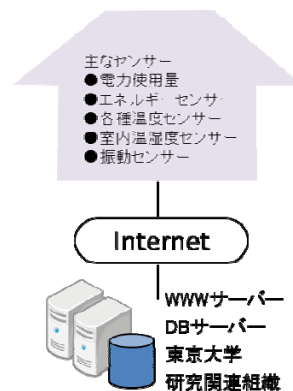 主なセンサー
●電力使用量
●エネルギーセンサ
●各種温度センサー
●室内温湿度センサー
●振動センサー
Internet
WWWサーバー
DBサーバー
東京大学
研究関連組織